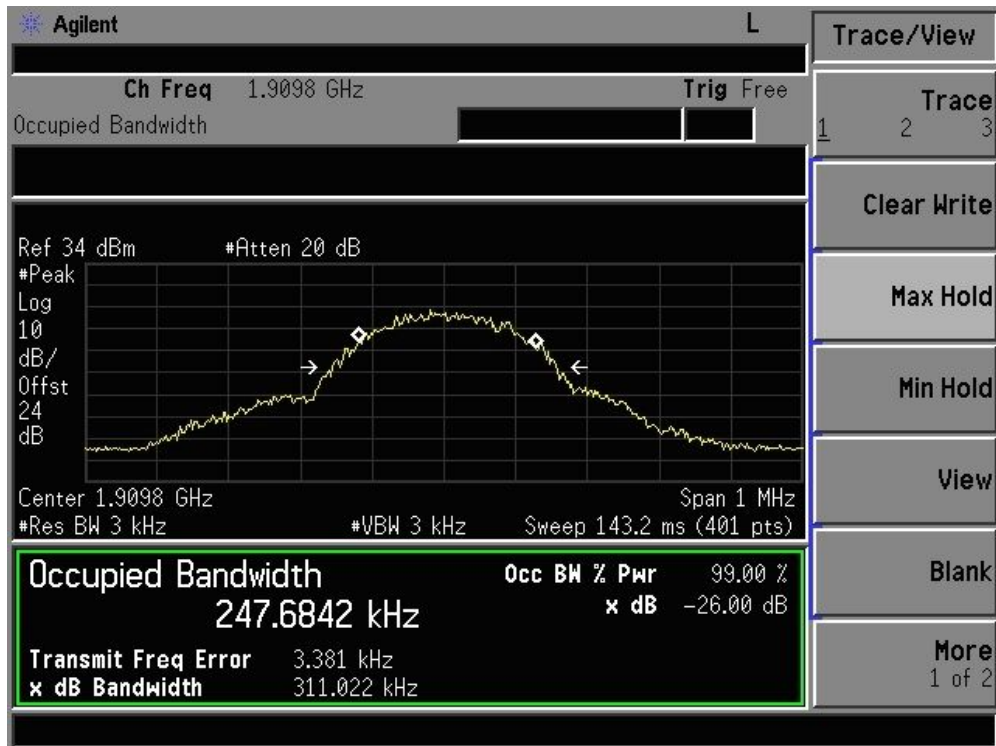 Agilent L
Ch Freq 1.9098 GHz Trig Free
Occupied Bandwidth
Ref 34 dBm #Atten 20 dB
#Peak
Log
10
dB/
Offst
24
dB
Center 1.9098 GHz Span 1 MHz
#Res BW 3 kHz #VBW 3 kHz Sweep 143.2 ms (401 pts)
Occupied Bandwidth
247.6842 kHz
Occ BW % Pwr 99.00 %
x dB -26.00 dB
Transmit Freq Error 3.381 kHz
x dB Bandwidth 311.022 kHz
Trace/View
Trace
1 2 3
Clear Write
Max Hold
Min Hold
View
Blank
More
1 of 2